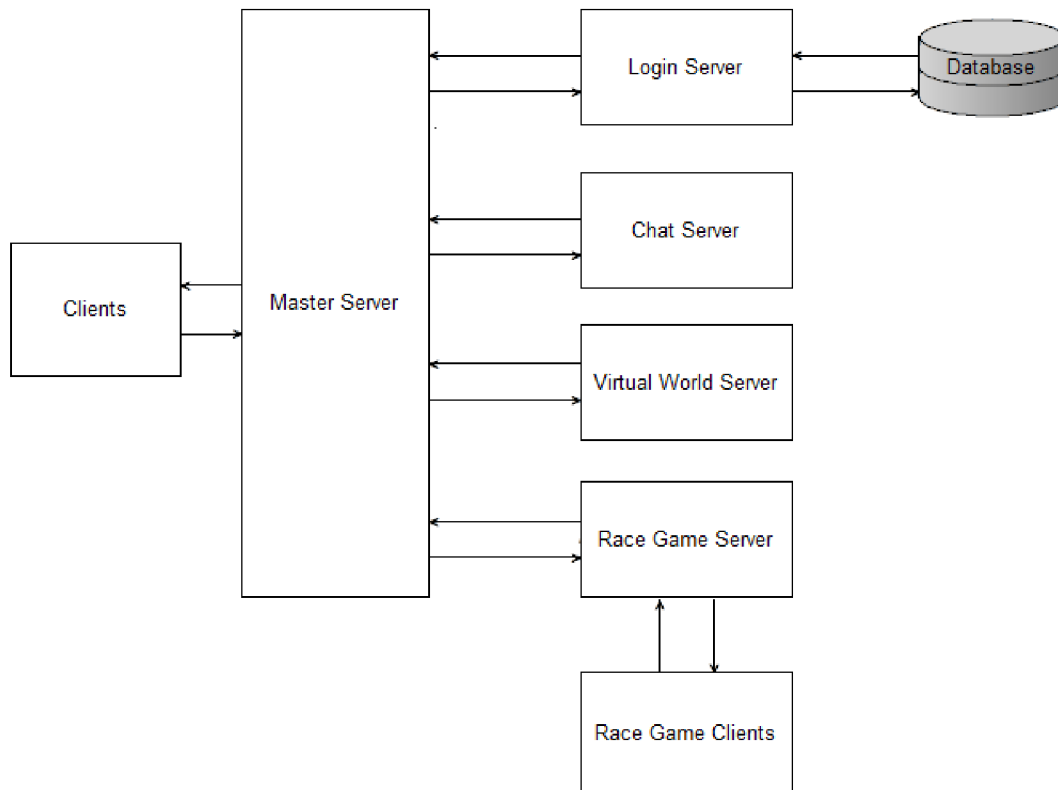 Login Server
Database
Chat Server
Clients
Master Server
Virtual World Server
Race Game Server
Race Game Clients